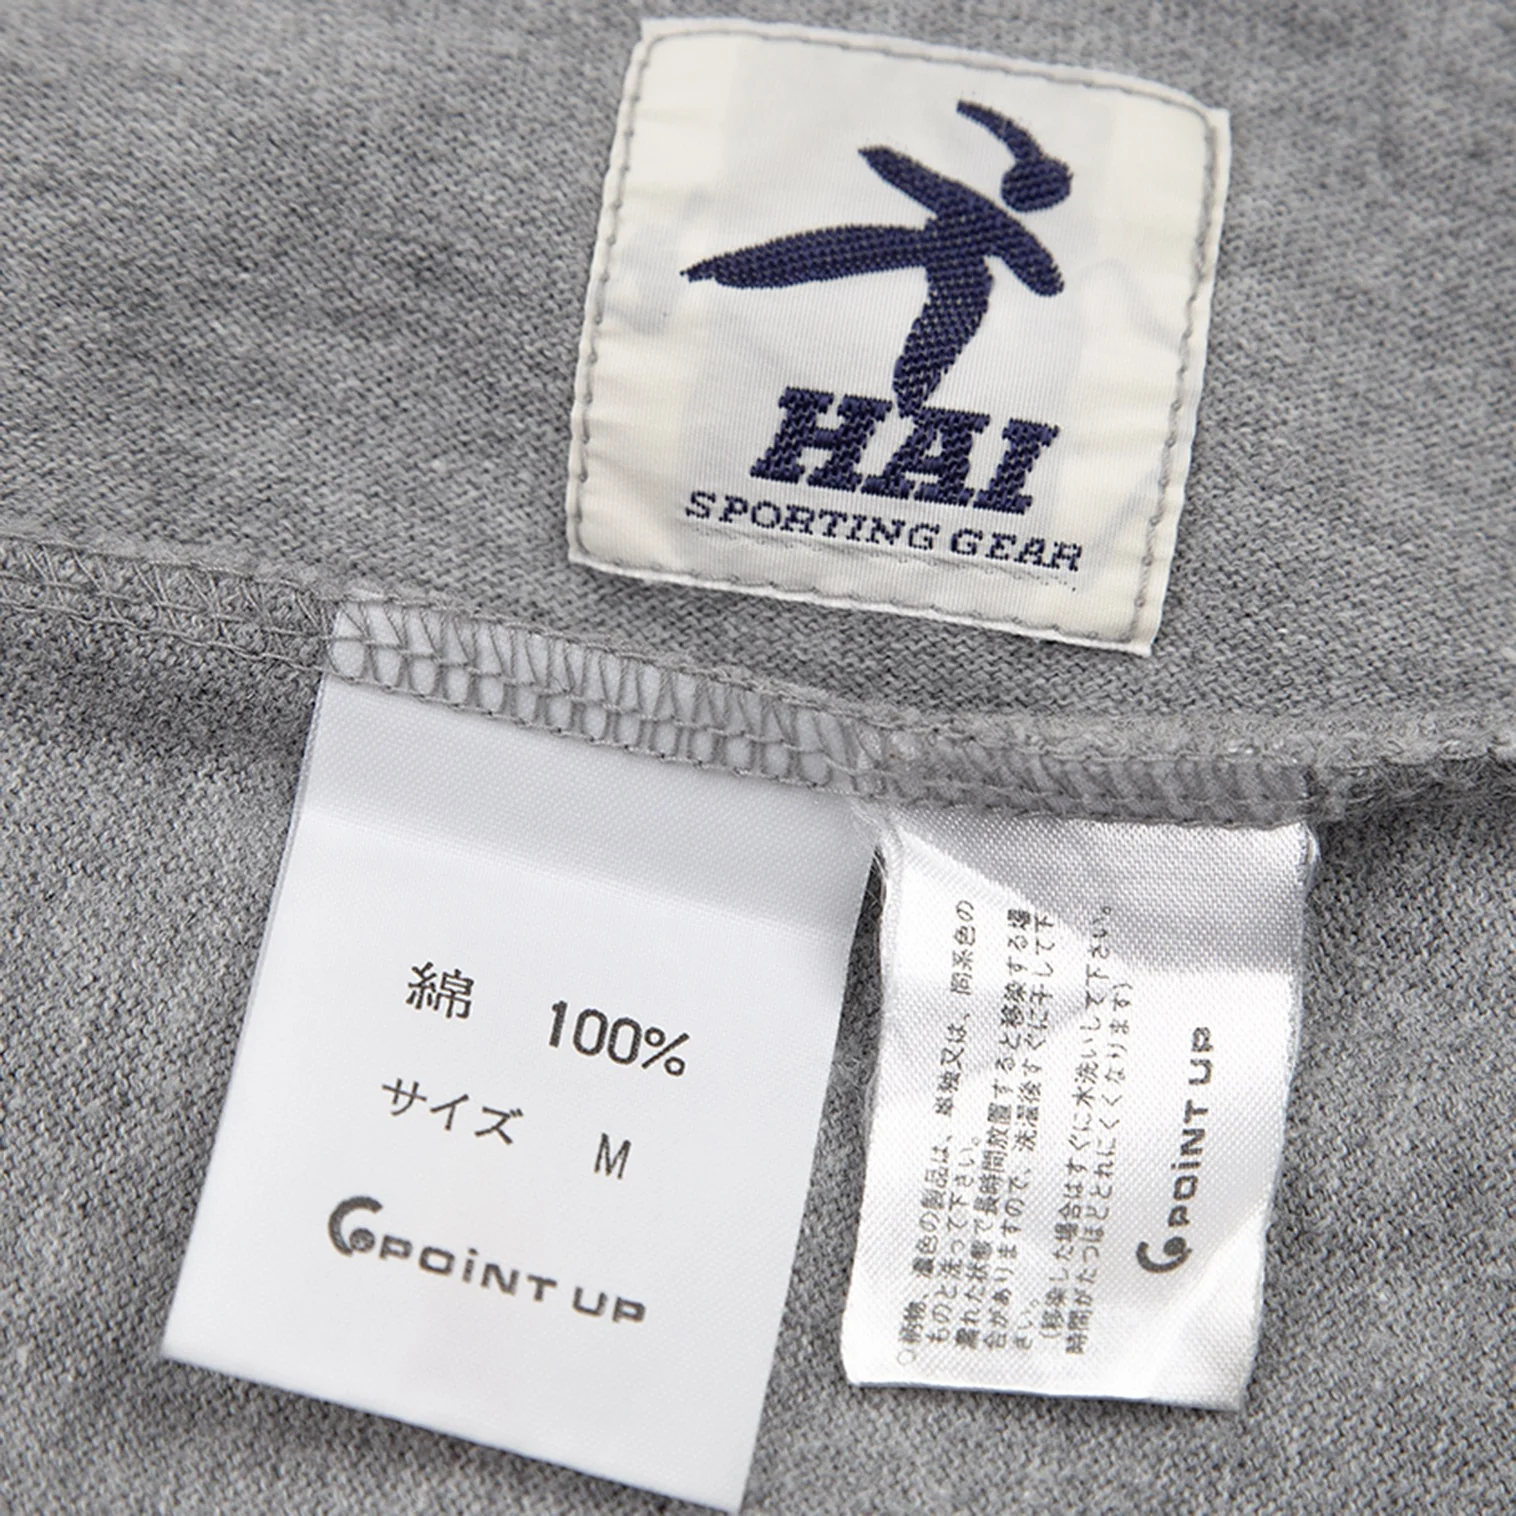 HAI
SPORTING GEAR
綿 100%
サイズ M
POiNT UP
○柄物、濃色の製品は、単独又は、同系色の
ものと洗って下さい。
濡れた状態で長時間放置すると移染する場
合がありますので、洗濯後すぐに干して下
さい。
(移染した場合はすぐに水洗いして下さい。
時間がたつほどとれにくくなります)
POiNT UP